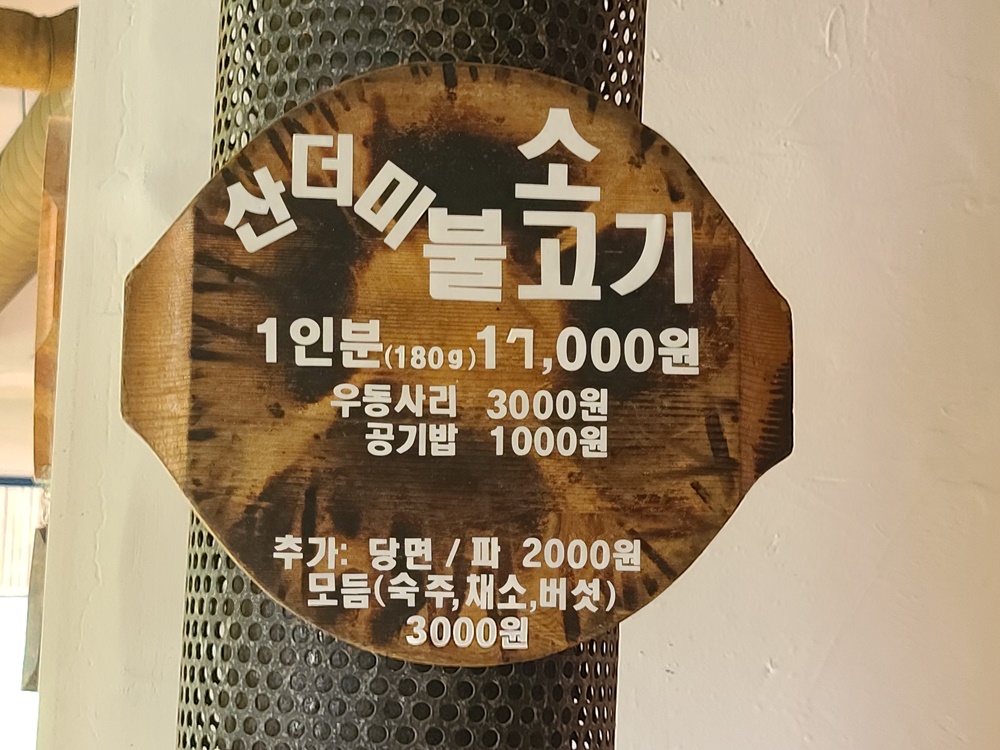 산더미 소
불고기
1인분(180g)17,000원
우동사리 3000원
공기밥 1000원
추가: 당면 / 파 2000원
모듬(숙주,채소,버섯)
3000원